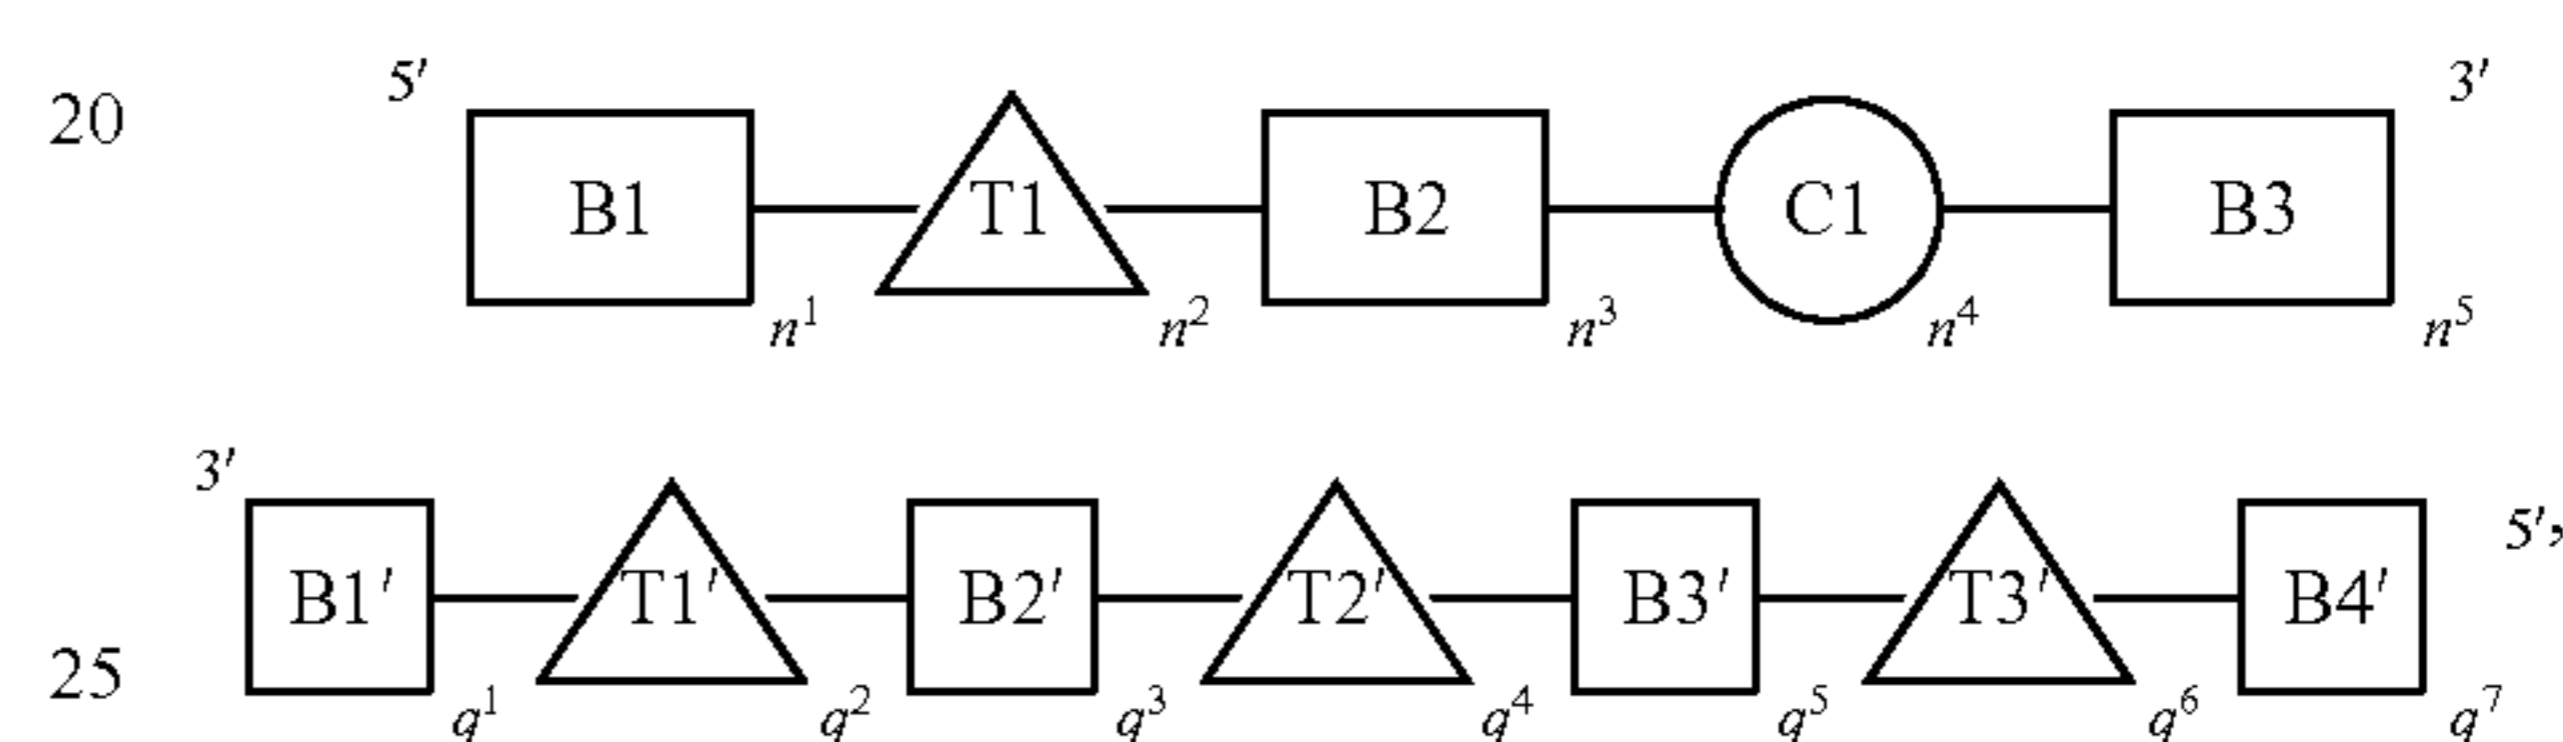 20 5′ 3′
B1 T1 B2 C1 B3
n¹ n² n³ n⁴ n⁵
3′ 5′,
B1′ T1′ B2′ T2′ B3′ T3′ B4′
25 q¹ q² q³ q⁴ q⁵ q⁶ q⁷